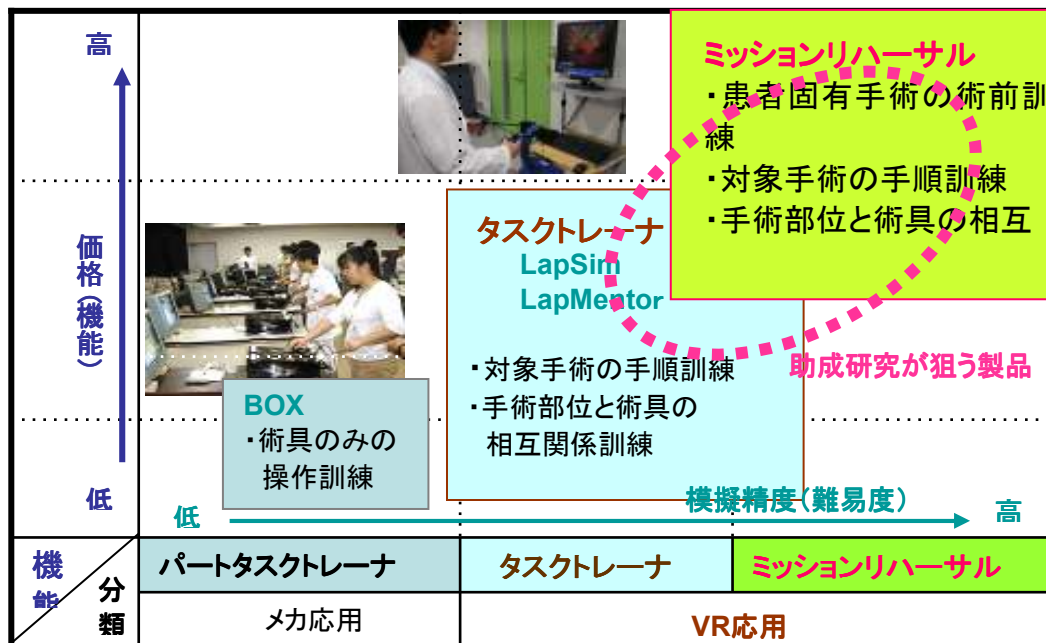 高
価格(機能)
低
ミッションリハーサル
・患者固有手術の術前訓
練
・対象手術の手順訓練
・手術部位と術具の相互
タスクトレーナ
LapSim
LapMentor
・対象手術の手順訓練
・手術部位と術具の
相互関係訓練
助成研究が狙う製品
BOX
・術具のみの
操作訓練
模擬精度(難易度)
低
高
機能
分類
パートタスクトレーナ
タスクトレーナ
ミッションリハーサル
メカ応用
VR応用